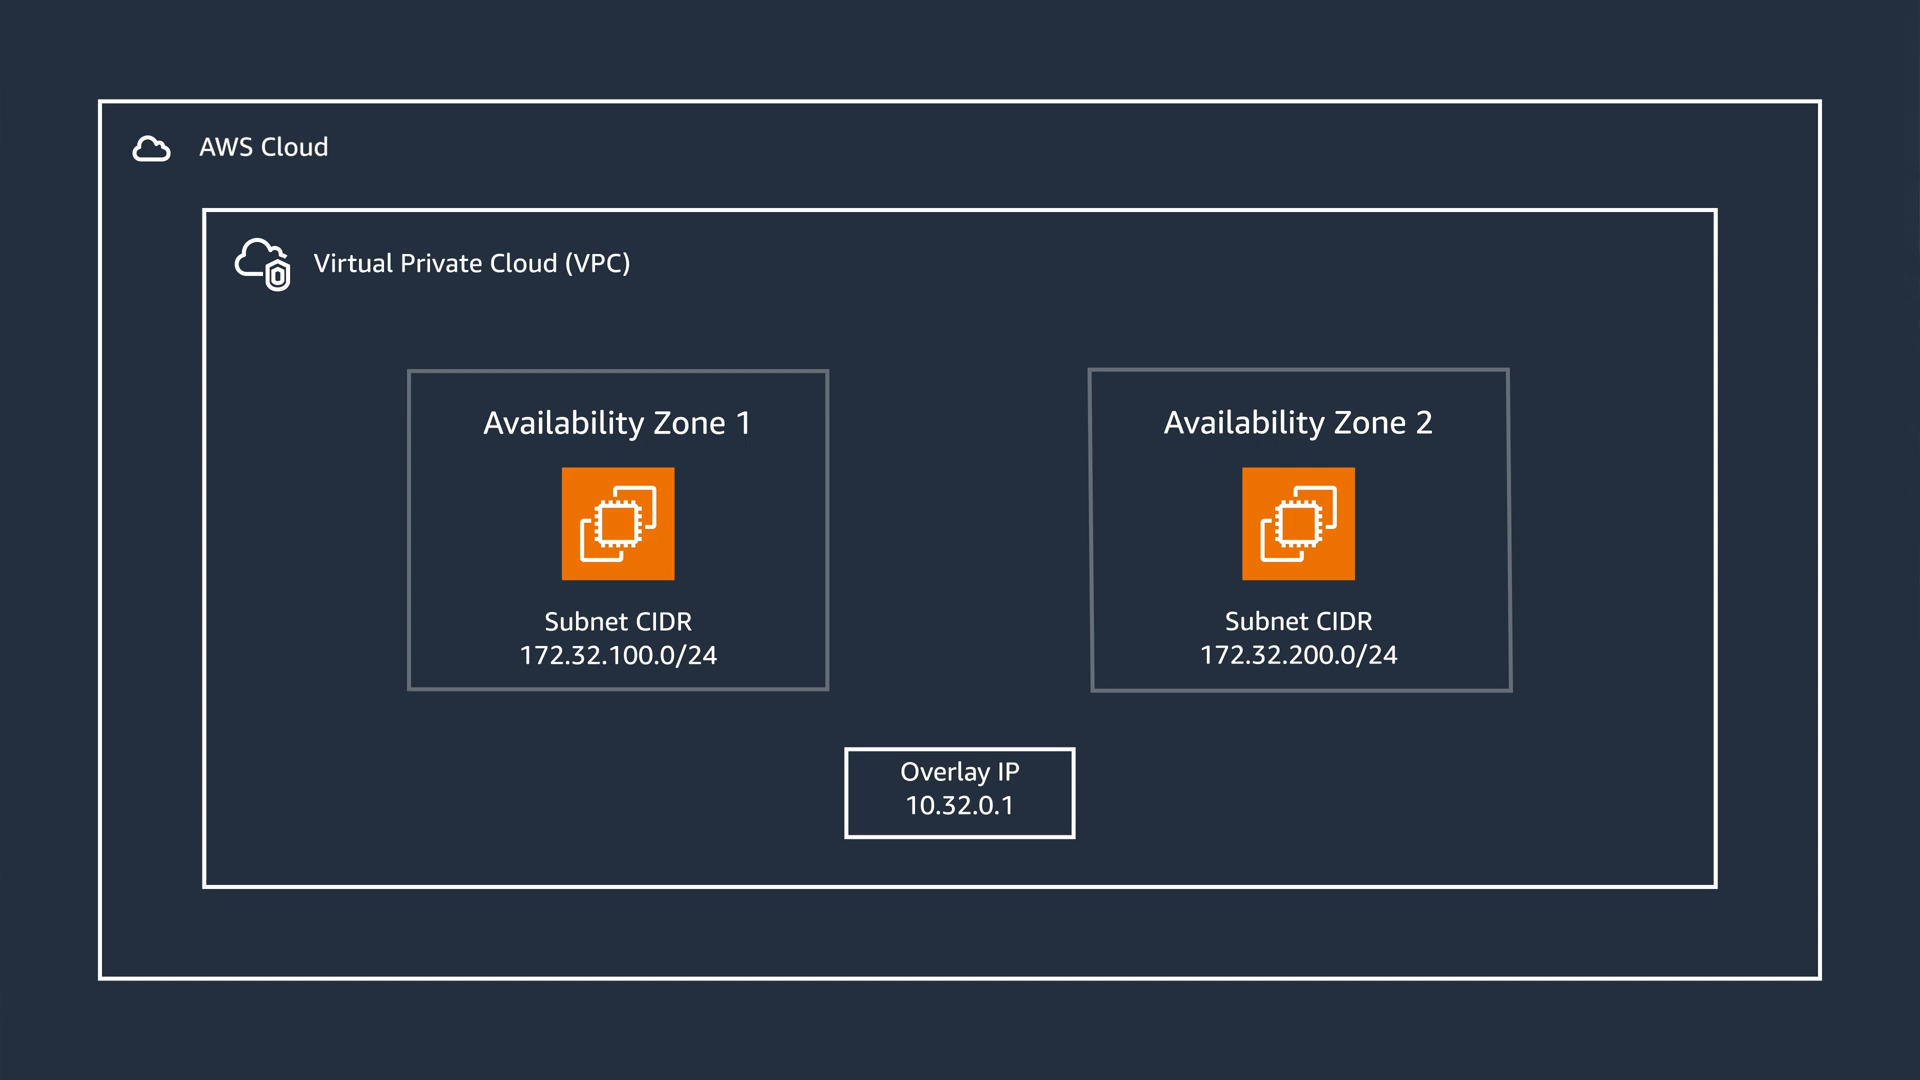 AWS Cloud
Virtual Private Cloud (VPC)
Availability Zone 1
Subnet CIDR
172.32.100.0/24
Availability Zone 2
Subnet CIDR
172.32.200.0/24
Overlay IP
10.32.0.1